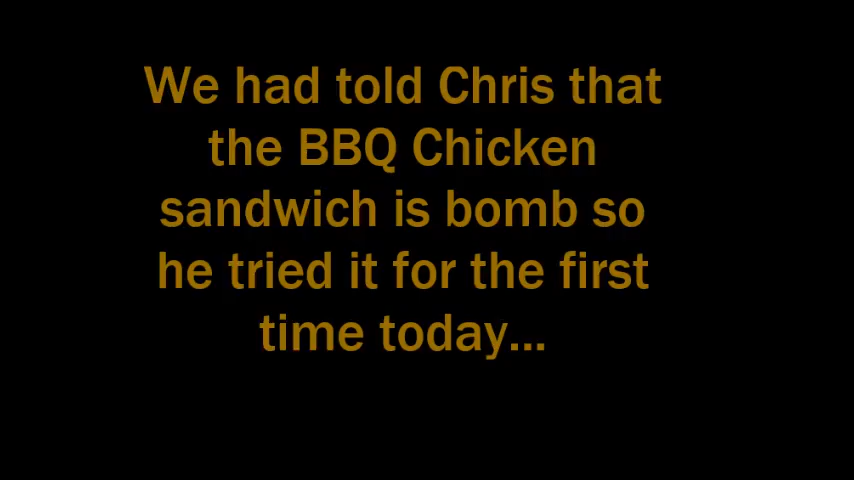 We had told Chris that
the BBQ Chicken
sandwich is bomb so
he tried it for the first
time today...